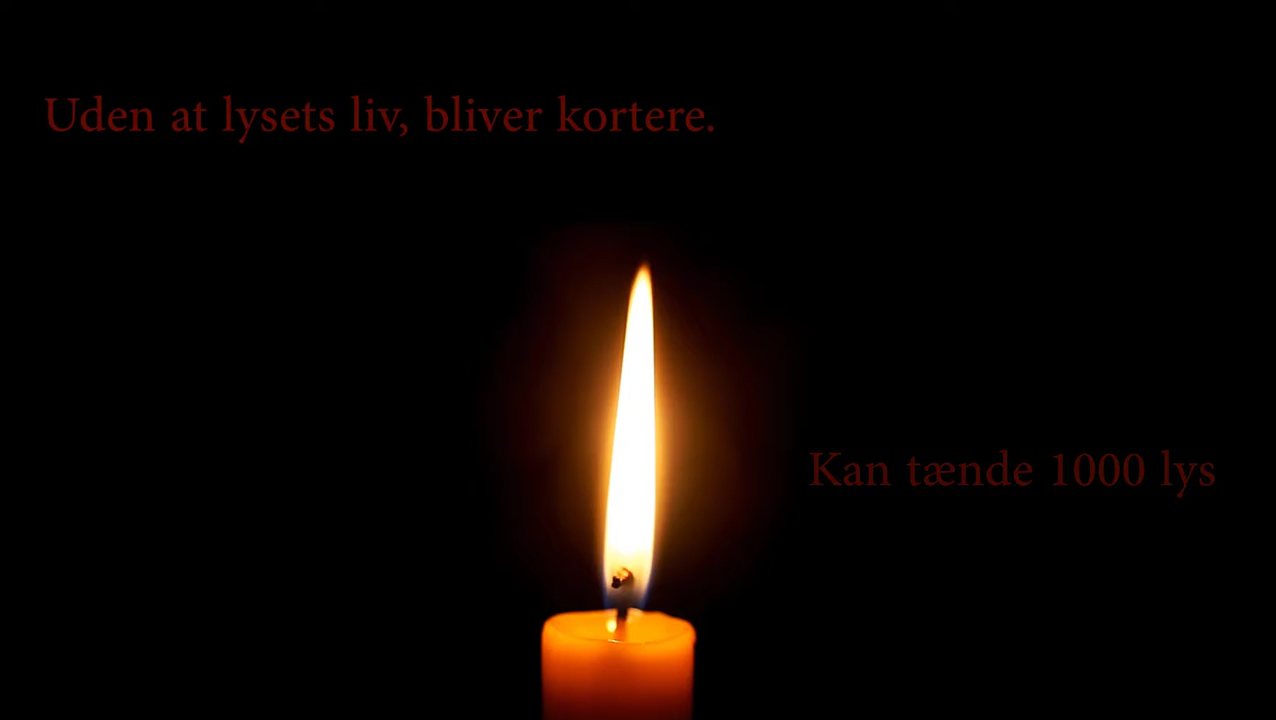 Uden at lysets liv, bliver kortere.
Kan tænde 1000 lys